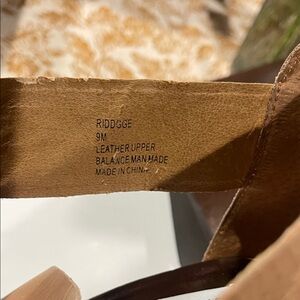 RIDDGGE
9M
LEATHER UPPER
BALANCE MAN MADE
MADE IN CHINA